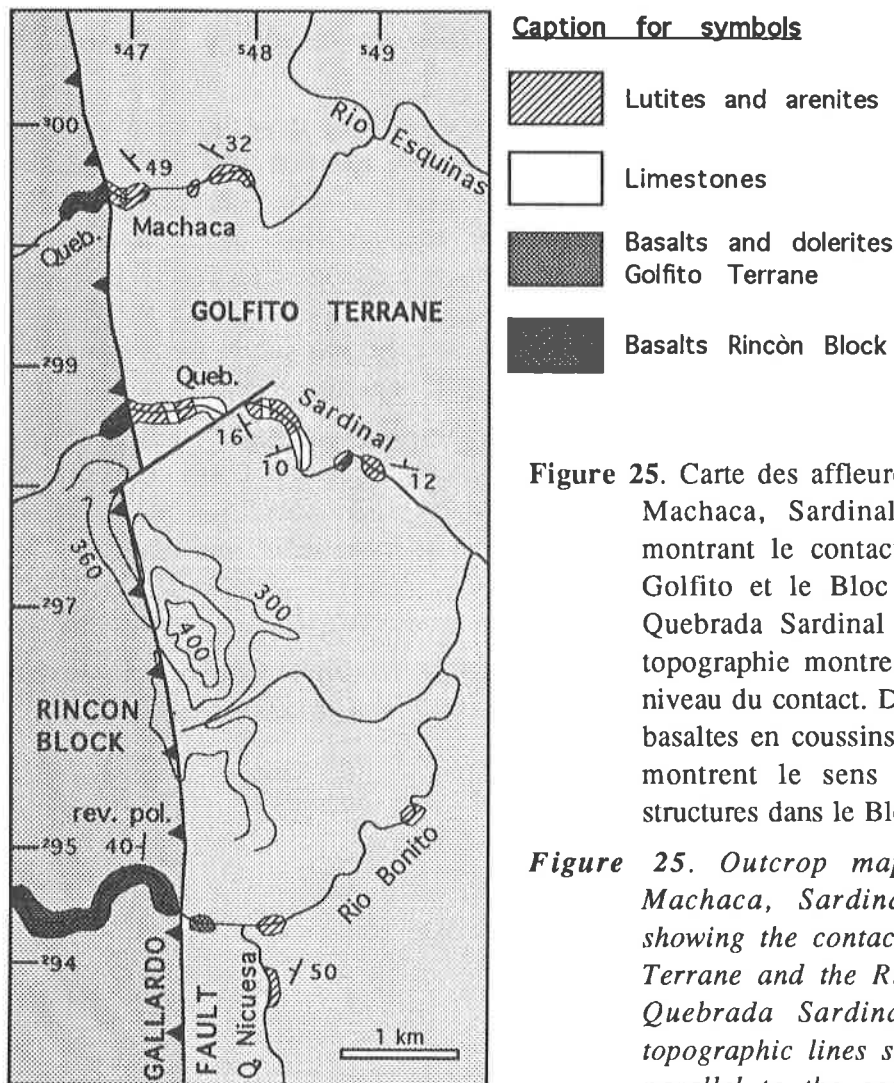 ⁵47
⁵48
⁵49
³00
49
32
Rio
Esquinas
Queb.
Machaca
GOLFITO TERRANE
²99
Queb.
Sardinal
16
10
12
360
300
²97
400
RINCON
BLOCK
rev. pol.
²95
40
Rio Bonito
²94
GALLARDO
FAULT
Q. Nicuesa
50
1 km
Caption for symbols
Lutites and arenites
Limestones
Basalts and dolerites
Golfito Terrane
Basalts Rincòn Block
Figure 25. Carte des affleure
Machaca, Sardinal
montrant le contac
Golfito et le Bloc
Quebrada Sardinal
topographie montre
niveau du contact. D
basaltes en coussins
montrent le sens
structures dans le Blo
Figure 25. Outcrop map
Machaca, Sardina
showing the contac
Terrane and the R
Quebrada Sardina
topographic lines s